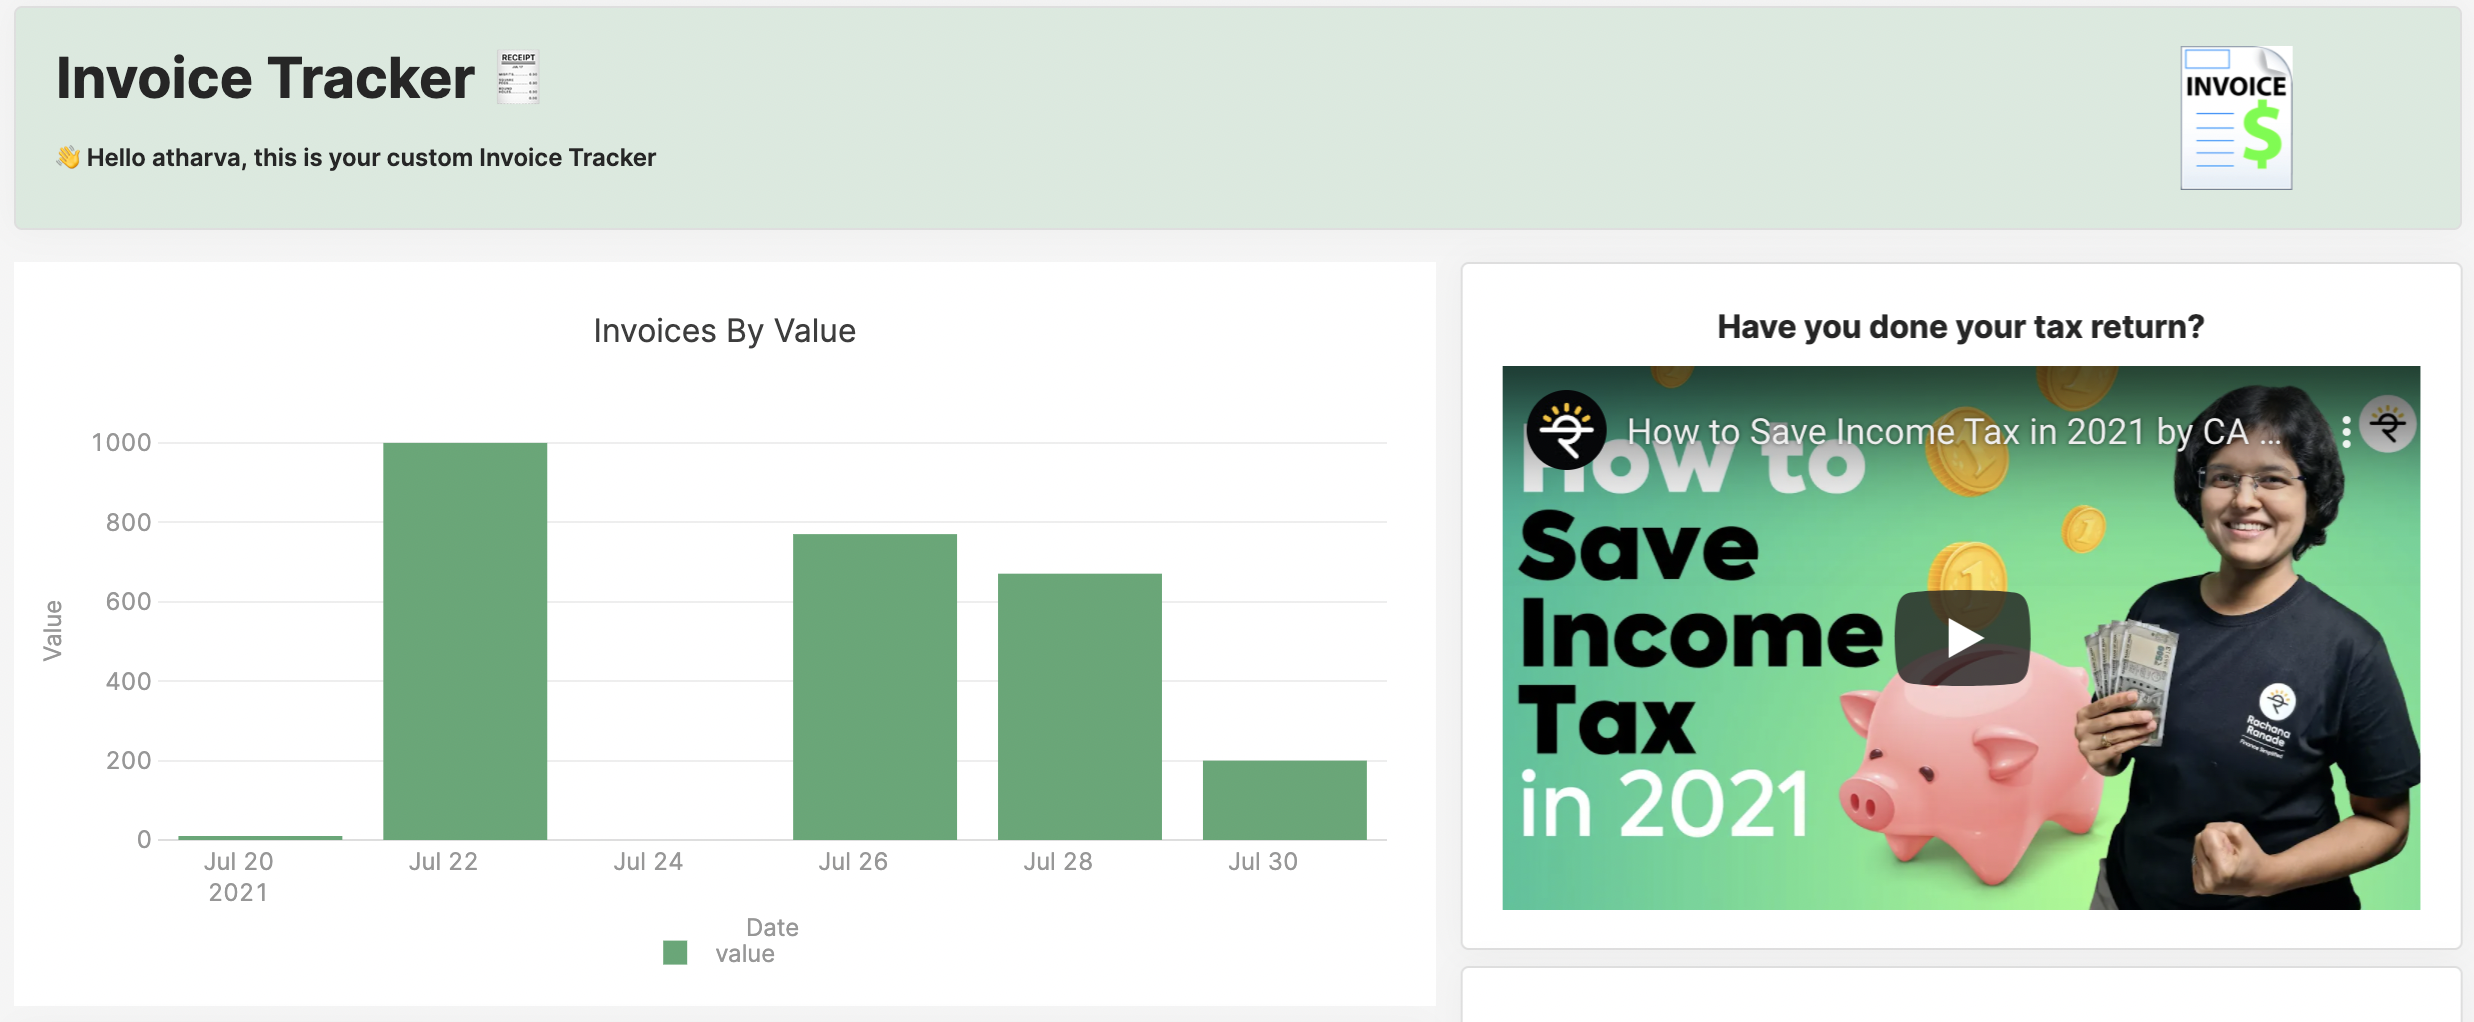 Invoice Tracker
RECEIPT
👋 Hello atharva, this is your custom Invoice Tracker
INVOICE
$
Invoices By Value
1000
800
600
400
200
0
Value
Jul 20
2021
Jul 22
Jul 24
Jul 26
Jul 28
Jul 30
Date
value
Have you done your tax return?
How to Save Income Tax in 2021 by CA ...
How to
Save
Income
Tax
in 2021
Rachana
Ranade
Finance Simplified